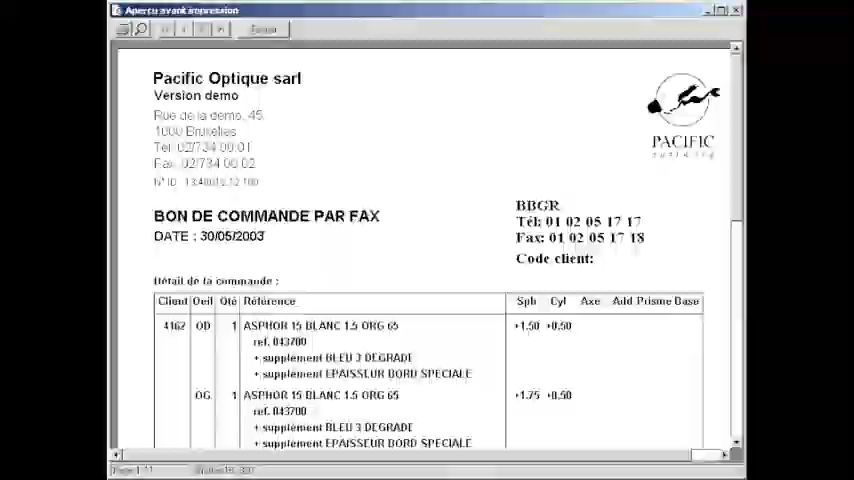 Aperçu avant impression
Fermer
Pacific Optique sarl
Version demo
Rue de la demo, 45
1000 Bruxelles
Tel: 02/734.00.01
Fax: 02/734.00.02
N° ID :
PACIFIC
BON DE COMMANDE PAR FAX
DATE : 30/05/2003
BBGR
Tél: 01 02 05 17 17
Fax: 01 02 05 17 18
Code client:
Détail de la commande :
Client Oeil Qté Référence Sph Cyl Axe Add Prisme Base
4162 OD 1 ASPHOR 15 BLANC 1.5 ORG 65 +1.50 +0.50
ref. 043700
+ supplément BLEU 3 DEGRADE
+ supplément EPAISSEUR BORD SPECIALE
OG 1 ASPHOR 15 BLANC 1.5 ORG 65 +1.75 +0.50
ref. 043700
+ supplément BLEU 3 DEGRADE
+ supplément EPAISSEUR BORD SPECIALE